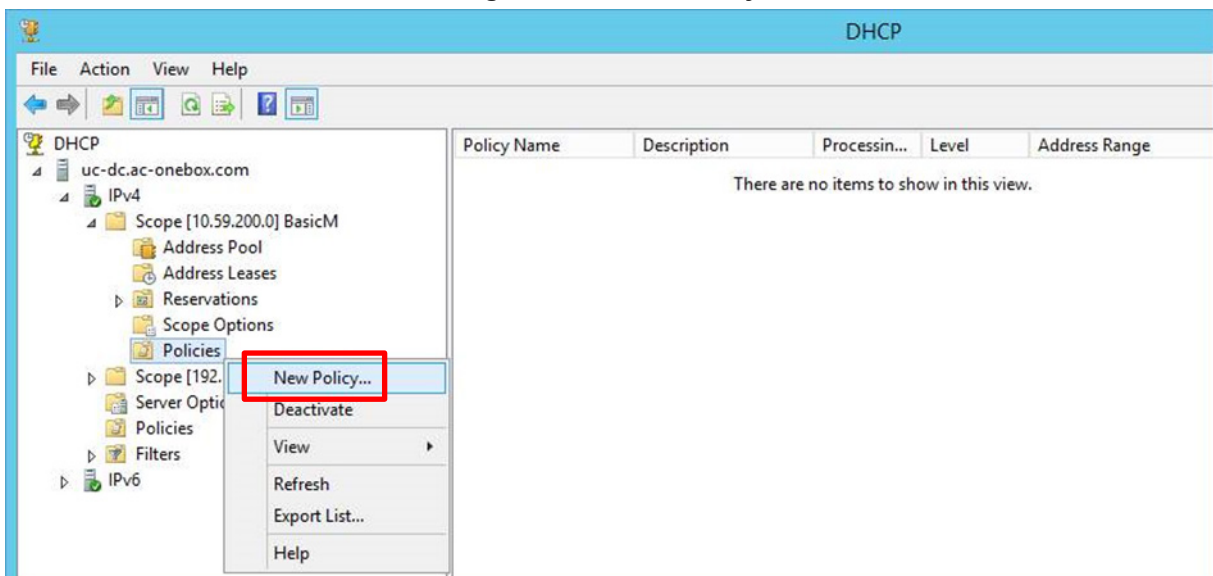 DHCP
File Action View Help
DHCP
uc-dc.ac-onebox.com
IPv4
Scope [10.59.200.0] BasicM
Address Pool
Address Leases
Reservations
Scope Options
Policies
Scope [192.
Server Optio
Policies
Filters
IPv6
New Policy...
Deactivate
View
Refresh
Export List...
Help
Policy Name Description Processin... Level Address Range
There are no items to show in this view.